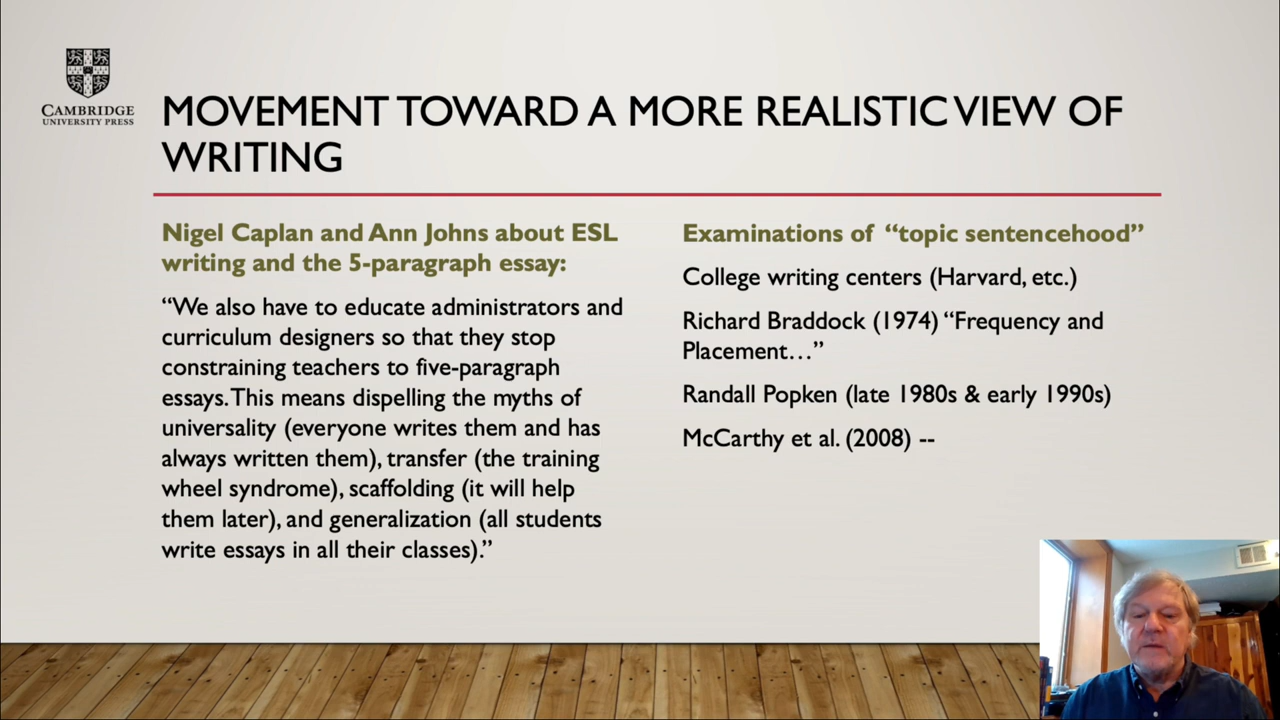 CAMBRIDGE
UNIVERSITY PRESS
MOVEMENT TOWARD A MORE REALISTIC VIEW OF
WRITING
Nigel Caplan and Ann Johns about ESL
writing and the 5-paragraph essay:
“We also have to educate administrators and
curriculum designers so that they stop
constraining teachers to five-paragraph
essays. This means dispelling the myths of
universality (everyone writes them and has
always written them), transfer (the training
wheel syndrome), scaffolding (it will help
them later), and generalization (all students
write essays in all their classes).”
Examinations of “topic sentencehood”
College writing centers (Harvard, etc.)
Richard Braddock (1974) “Frequency and
Placement…”
Randall Popken (late 1980s & early 1990s)
McCarthy et al. (2008) --